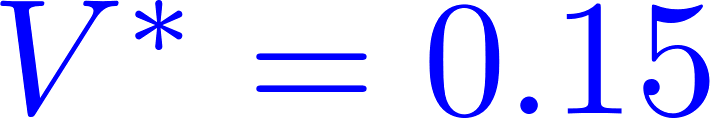 V* = 0.15